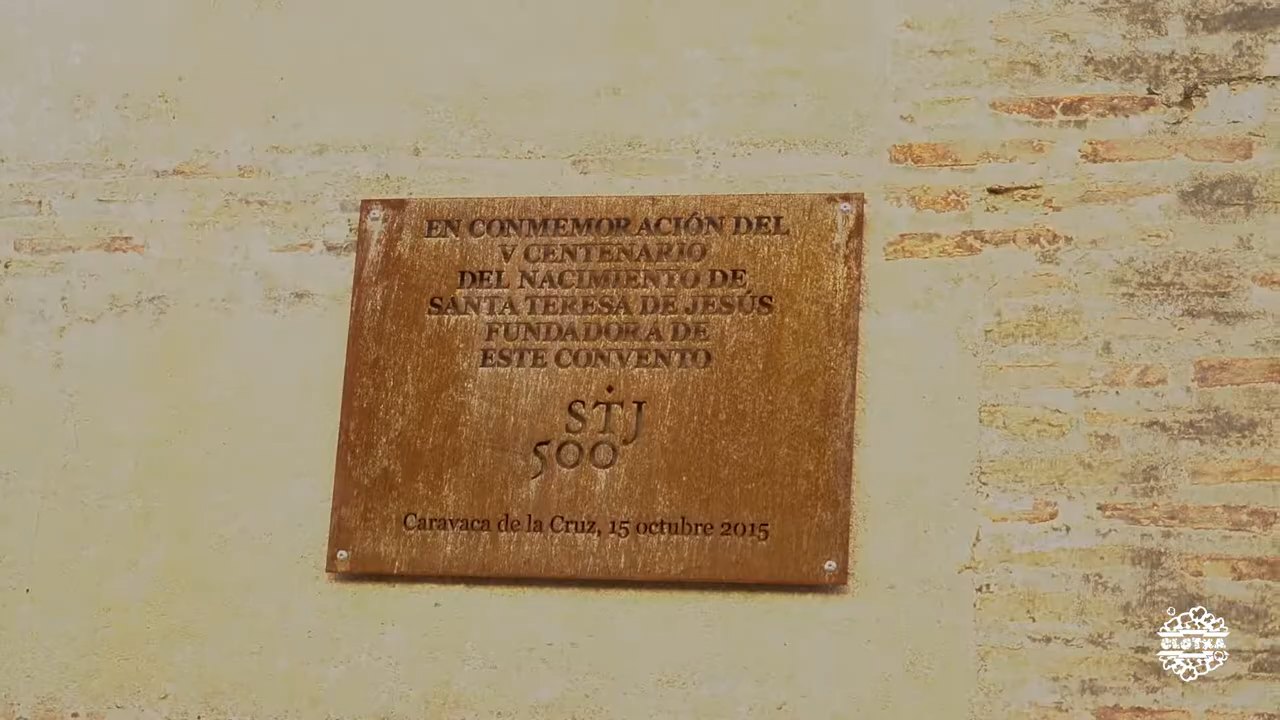 EN CONMEMORACIÓN DEL
V CENTENARIO
DEL NACIMIENTO DE
SANTA TERESA DE JESÚS
FUNDADORA DE
ESTE CONVENTO
STJ
500
Caravaca de la Cruz, 15 octubre 2015
CLOTKA